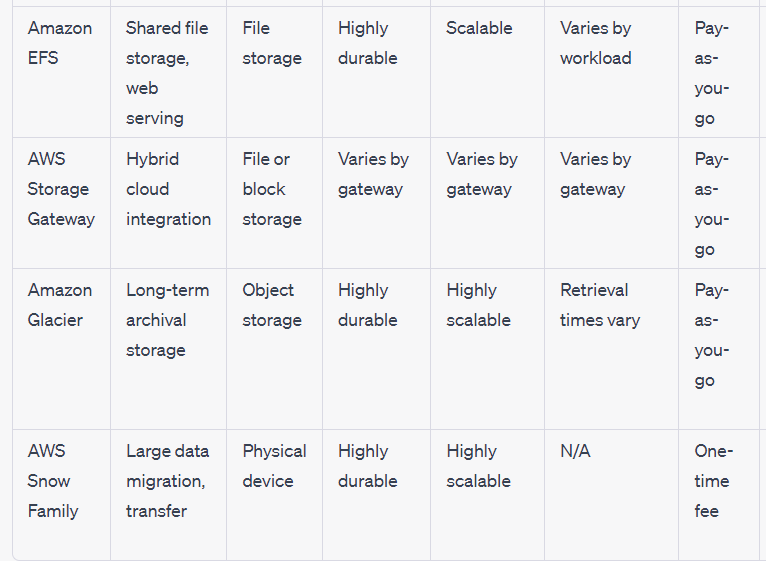 Amazon EFS | Shared file storage, web serving | File storage | Highly durable | Scalable | Varies by workload | Pay-as-you-go
AWS Storage Gateway | Hybrid cloud integration | File or block storage | Varies by gateway | Varies by gateway | Varies by gateway | Pay-as-you-go
Amazon Glacier | Long-term archival storage | Object storage | Highly durable | Highly scalable | Retrieval times vary | Pay-as-you-go
AWS Snow Family | Large data migration, transfer | Physical device | Highly durable | Highly scalable | N/A | One-time fee